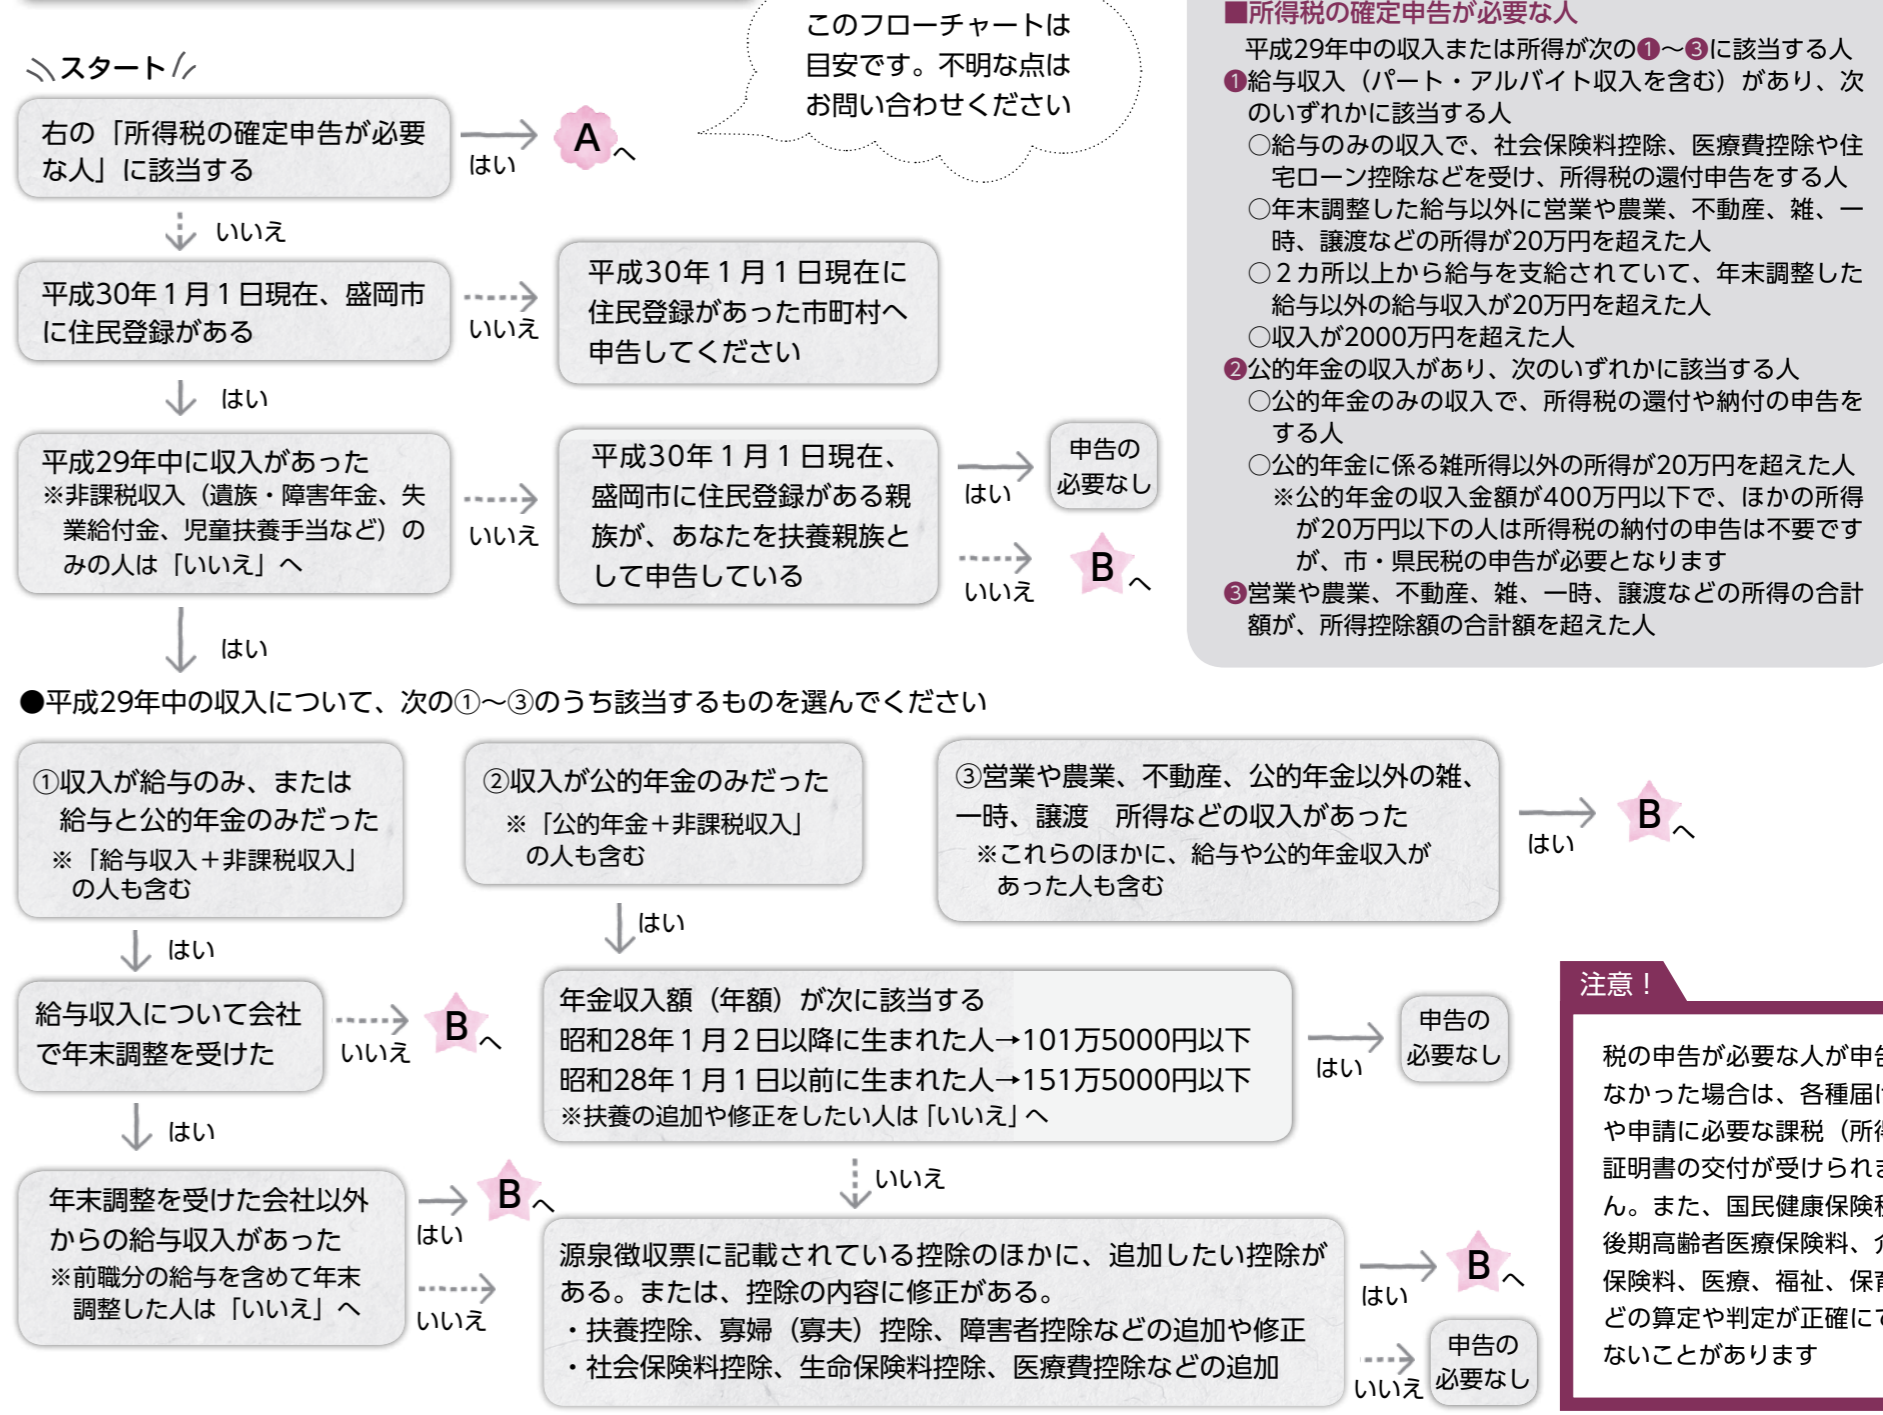 このフローチャートは
目安です。不明な点は
お問い合わせください
スタート
右の「所得税の確定申告が必要
な人」に該当する
はい
Aへ
いいえ
平成30年1月1日現在、盛岡市
に住民登録がある
いいえ
平成30年1月1日現在に
住民登録があった市町村へ
申告してください
はい
平成29年中に収入があった
※非課税収入（遺族・障害年金、失
業給付金、児童扶養手当など）の
みの人は「いいえ」へ
いいえ
平成30年1月1日現在、
盛岡市に住民登録がある親
族が、あなたを扶養親族と
して申告している
はい
申告の
必要なし
いいえ
Bへ
はい
■所得税の確定申告が必要な人
平成29年中の収入または所得が次の❶～❸に該当する人
❶給与収入（パート・アルバイト収入を含む）があり、次
のいずれかに該当する人
○給与のみの収入で、社会保険料控除、医療費控除や住
宅ローン控除などを受け、所得税の還付申告をする人
○年末調整した給与以外に営業や農業、不動産、雑、一
時、譲渡などの所得が20万円を超えた人
○２カ所以上から給与を支給されていて、年末調整した
給与以外の給与収入が20万円を超えた人
○収入が2000万円を超えた人
❷公的年金の収入があり、次のいずれかに該当する人
○公的年金のみの収入で、所得税の還付や納付の申告を
する人
○公的年金に係る雑所得以外の所得が20万円を超えた人
※公的年金の収入金額が400万円以下で、ほかの所得
が20万円以下の人は所得税の納付の申告は不要です
が、市・県民税の申告が必要となります
❸営業や農業、不動産、雑、一時、譲渡などの所得の合計
額が、所得控除額の合計額を超えた人
●平成29年中の収入について、次の①～③のうち該当するものを選んでください
①収入が給与のみ、または
給与と公的年金のみだった
※「給与収入＋非課税収入」
の人も含む
はい
給与収入について会社
で年末調整を受けた
いいえ
Bへ
はい
年末調整を受けた会社以外
からの給与収入があった
※前職分の給与を含めて年末
調整した人は「いいえ」へ
はい
Bへ
いいえ
②収入が公的年金のみだった
※「公的年金＋非課税収入」
の人も含む
はい
年金収入額（年額）が次に該当する
昭和28年1月2日以降に生まれた人→101万5000円以下
昭和28年1月1日以前に生まれた人→151万5000円以下
※扶養の追加や修正をしたい人は「いいえ」へ
はい
申告の
必要なし
いいえ
源泉徴収票に記載されている控除のほかに、追加したい控除が
ある。または、控除の内容に修正がある。
・扶養控除、寡婦（寡夫）控除、障害者控除などの追加や修正
・社会保険料控除、生命保険料控除、医療費控除などの追加
はい
Bへ
いいえ
申告の
必要なし
③営業や農業、不動産、公的年金以外の雑、
一時、譲渡　所得などの収入があった
※これらのほかに、給与や公的年金収入が
あった人も含む
はい
Bへ
注意！
税の申告が必要な人が申告
なかった場合は、各種届け
や申請に必要な課税（所得
証明書の交付が受けられま
ん。また、国民健康保険税
後期高齢者医療保険料、介
保険料、医療、福祉、保育
どの算定や判定が正確にで
ないことがあります